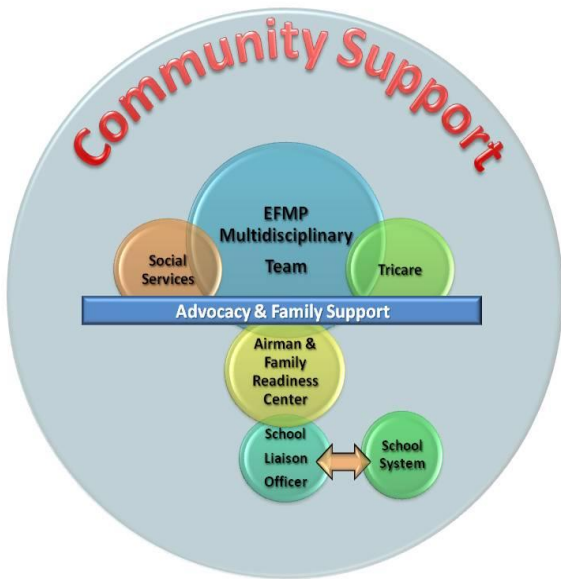 Community Support
EFMP
Multidisciplinary
Team
Social
Services
Tricare
Advocacy & Family Support
Airman &
Family
Readiness
Center
School
Liaison
Officer
School
System